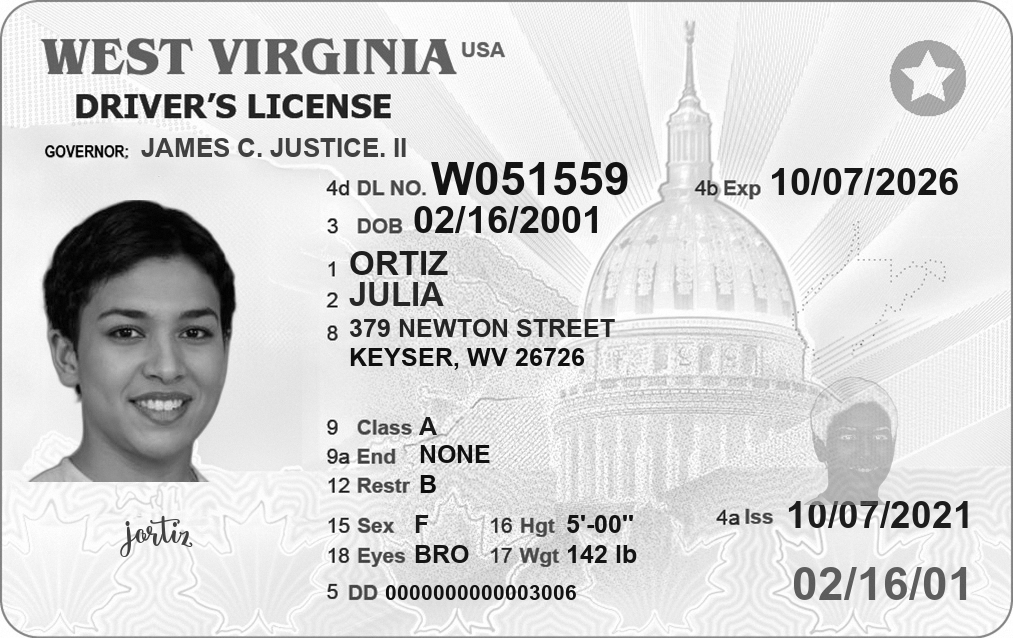 WEST VIRGINIA USA
DRIVER'S LICENSE
GOVERNOR: JAMES C. JUSTICE. II
4d DL NO. W051559 4b Exp 10/07/2026
3 DOB 02/16/2001
1 ORTIZ
2 JULIA
8 379 NEWTON STREET
KEYSER, WV 26726
9 Class A
9a End NONE
12 Restr B
15 Sex F 16 Hgt 5'-00"
4a Iss 10/07/2021
18 Eyes BRO 17 Wgt 142 lb
jortiz
5 DD 0000000000003006
02/16/01